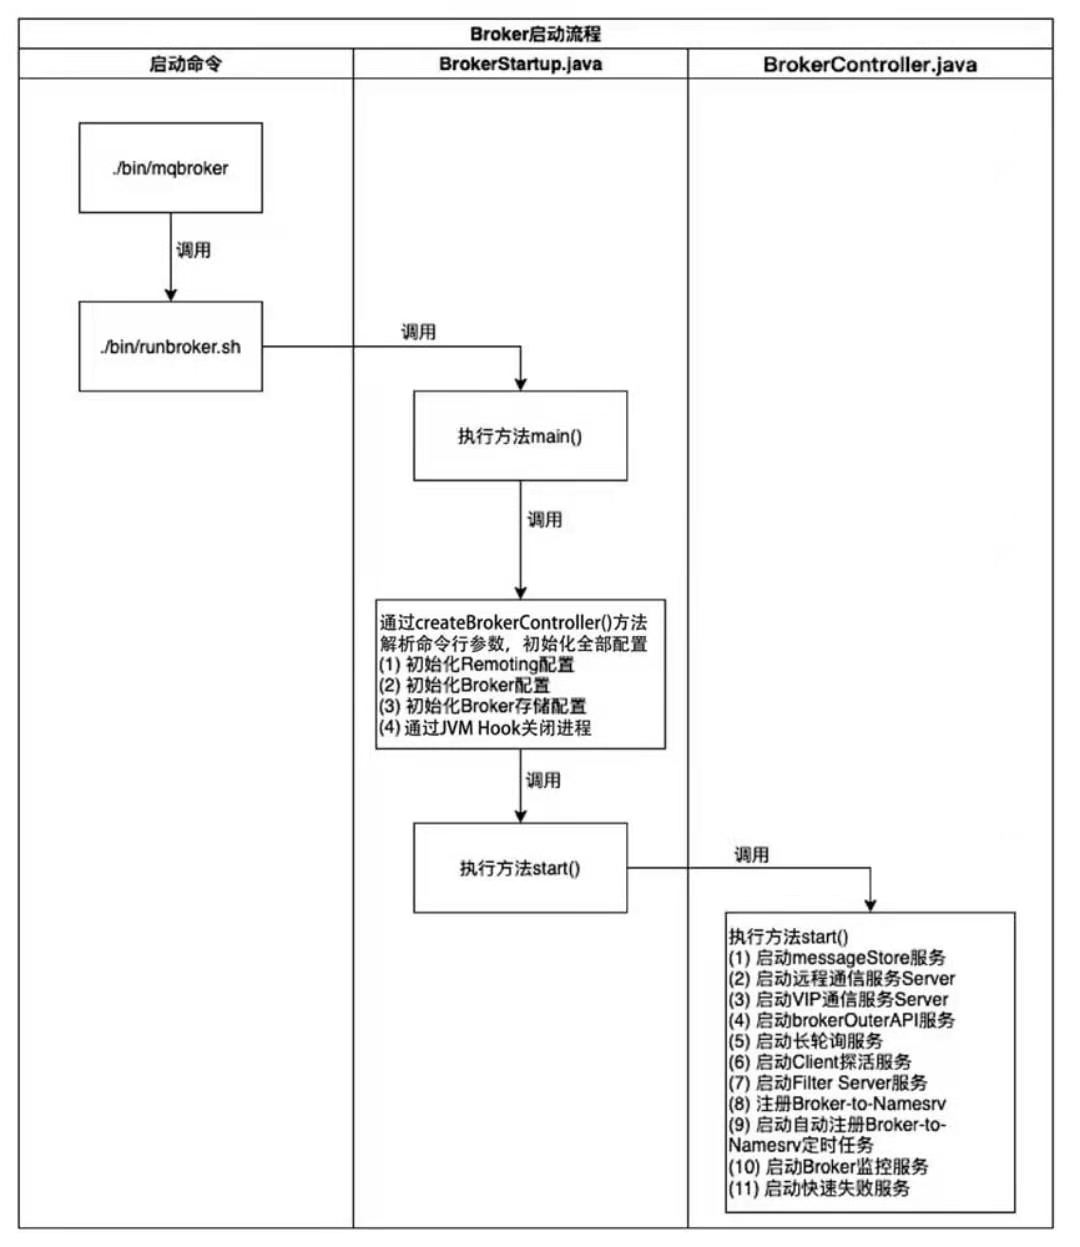 Broker启动流程
启动命令
BrokerStartup.java
BrokerController.java
./bin/mqbroker
调用
./bin/runbroker.sh
调用
执行方法main()
调用
通过createBrokerController()方法
解析命令行参数，初始化全部配置
(1) 初始化Remoting配置
(2) 初始化Broker配置
(3) 初始化Broker存储配置
(4) 通过JVM Hook关闭进程
调用
执行方法start()
调用
执行方法start()
(1) 启动messageStore服务
(2) 启动远程通信服务Server
(3) 启动VIP通信服务Server
(4) 启动brokerOuterAPI服务
(5) 启动长轮询服务
(6) 启动Client探活服务
(7) 启动Filter Server服务
(8) 注册Broker-to-Namesrv
(9) 启动自动注册Broker-to-
Namesrv定时任务
(10) 启动Broker监控服务
(11) 启动快速失败服务